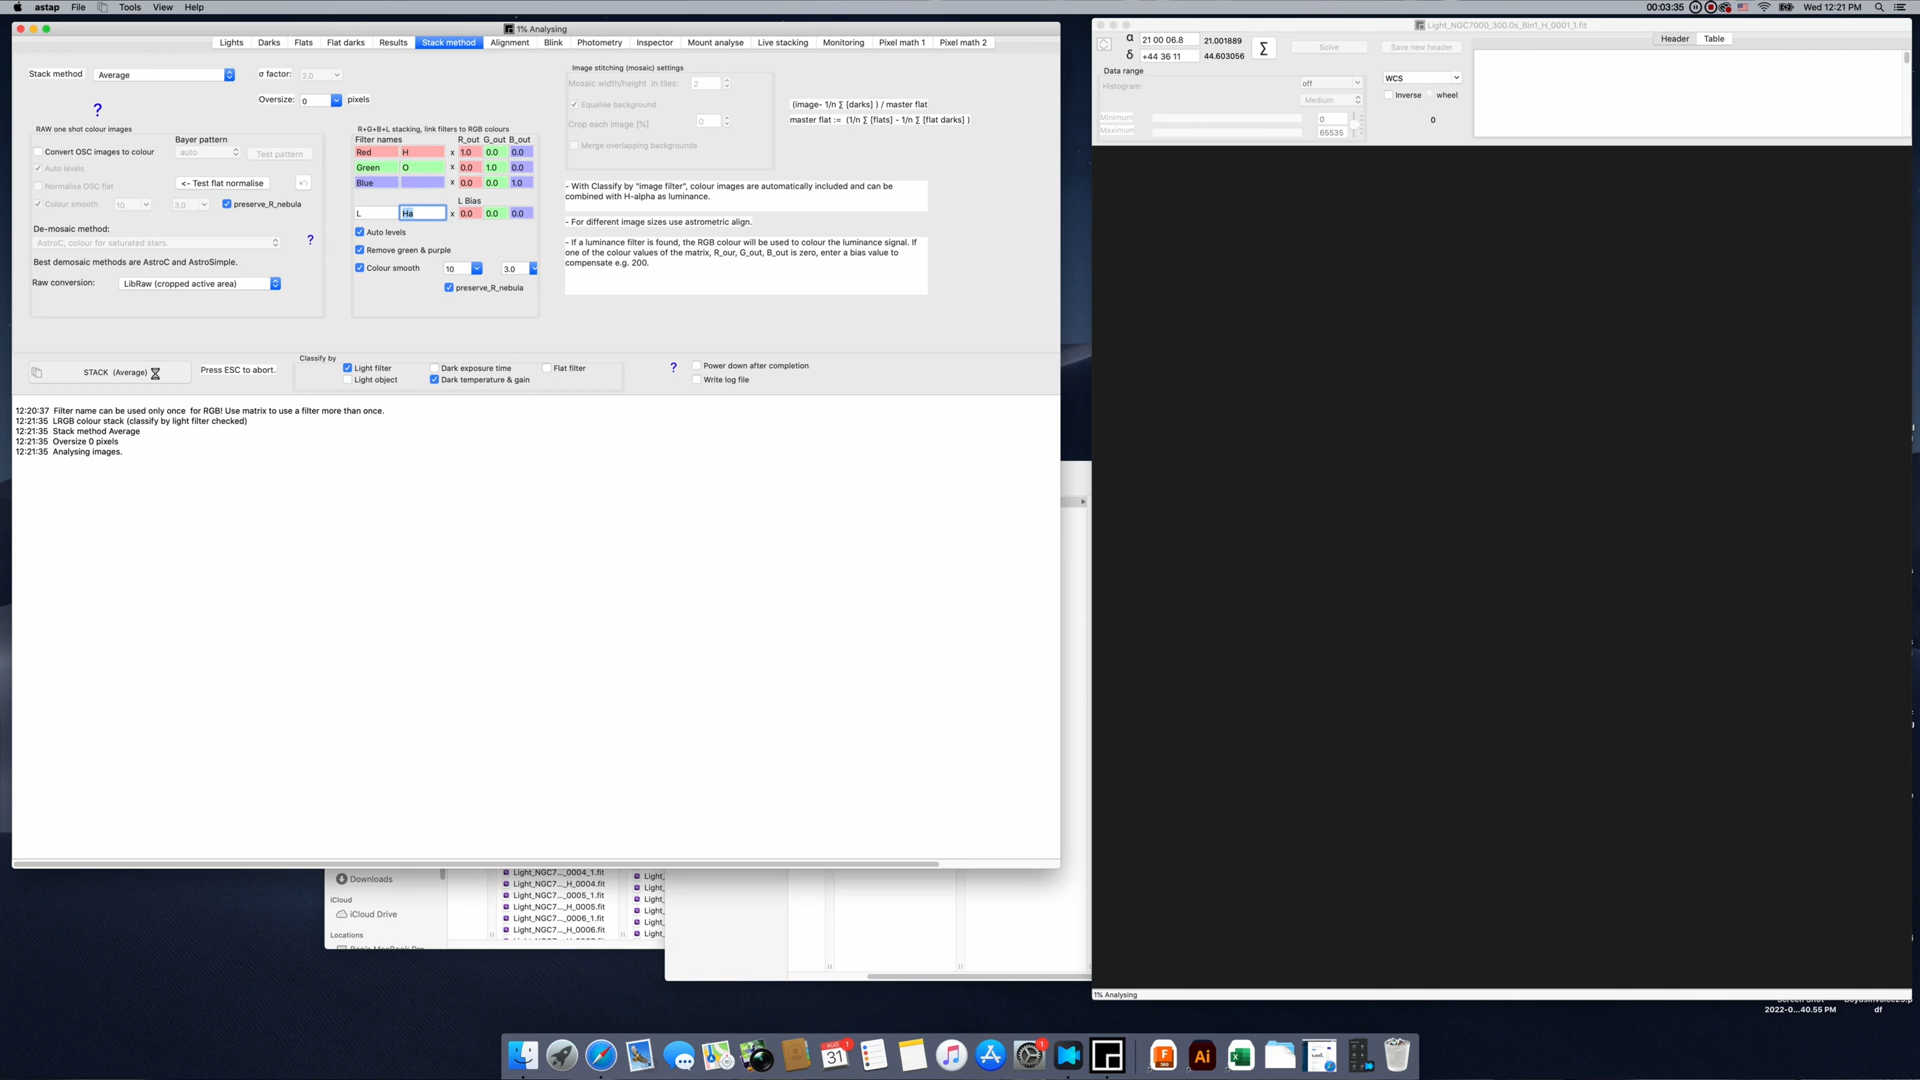 astap File Tools View Help
00:03:35 Wed 12:21 PM
1% Analysing
Lights Darks Flats Flat darks Results Stack method Alignment Blink Photometry Inspector Mount analyse Live stacking Monitoring Pixel math 1 Pixel math 2
Stack method Average σ factor: 2.0
Oversize: 0 pixels
?
RAW one shot colour images
Bayer pattern
Convert OSC images to colour auto Test pattern
Auto levels
Normalise OSC flat <- Test flat normalise
Colour smooth 10 3.0 preserve_R_nebula
De-mosaic method:
AstroC, colour for saturated stars. ?
Best demosaic methods are AstroC and AstroSimple.
Raw conversion: LibRaw (cropped active area)
R+G+B+L stacking, link filters to RGB colours
Filter names R_out G_out B_out
Red H x 1.0 0.0 0.0
Green O x 0.0 1.0 0.0
Blue x 0.0 0.0 1.0
L Bias
L Ha x 0.0 0.0 0.0
Auto levels
Remove green & purple
Colour smooth 10 3.0
preserve_R_nebula
Image stitching (mosaic) settings
Mosaic width/height in tiles: 2
Equalise background
Crop each image [%] 0
Merge overlapping backgrounds
(image- 1/n ∑ [darks] ) / master flat
master flat := (1/n ∑ [flats] - 1/n ∑ [flat darks] )
- With Classify by "image filter", colour images are automatically included and can be
combined with H-alpha as luminance.
- For different image sizes use astrometric align.
- If a luminance filter is found, the RGB colour will be used to colour the luminance signal. If
one of the colour values of the matrix, R_our, G_out, B_out is zero, enter a bias value to
compensate e.g. 200.
STACK (Average) Press ESC to abort.
Classify by
Light filter Dark exposure time Flat filter
Light object Dark temperature & gain
?
Power down after completion
Write log file
12:20:37 Filter name can be used only once for RGB! Use matrix to use a filter more than once.
12:21:35 LRGB colour stack (classify by light filter checked)
12:21:35 Stack method Average
12:21:35 Oversize 0 pixels
12:21:35 Analysing images.
Light_NGC7000_300.0s_Bin1_H_0001_1.fit
α 21 00 06.8 21.001889
δ +44 36 11 44.603056
Σ Solve Save new header
Header Table
Data range
Histogram: off
Medium
Minimum 0
Maximum 65535
WCS
Inverse wheel
0
1% Analysing
Downloads
iCloud
iCloud Drive
Locations
Light_NGC7..._0004_1.fit
Light_NGC7..._H_0004.fit
Light_NGC7..._0005_1.fit
Light_NGC7..._H_0005.fit
Light_NGC7..._0006_1.fit
Light_NGC7..._H_0006.fit
Light_
Light_
Light_
Light_
Light_
Light_
2022-0...40.55 PM
df
AUG
31
1
1
F
360
Ai